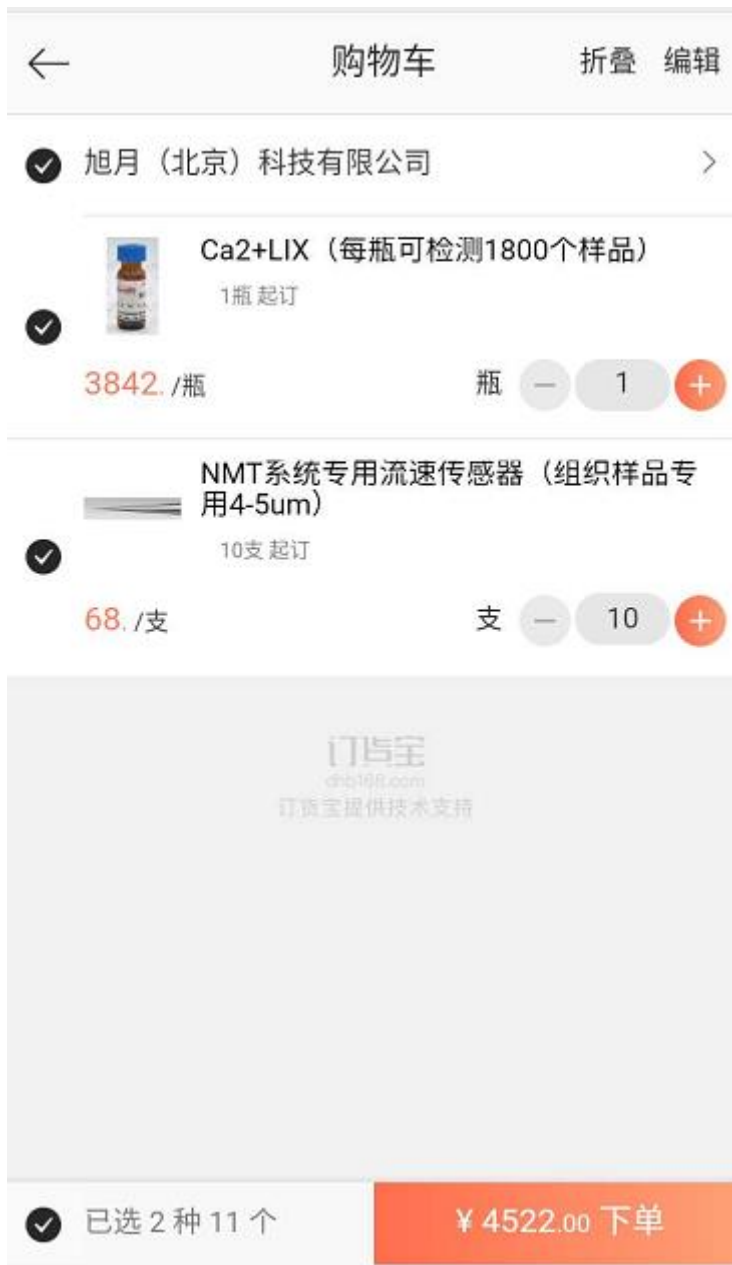 购物车
折叠 编辑
旭月（北京）科技有限公司
Ca2+LIX（每瓶可检测1800个样品）
1瓶 起订
3842. /瓶
瓶 1
NMT系统专用流速传感器（组织样品专
用4-5um）
10支 起订
68. /支
支 10
订货宝
dhb168.com
订货宝提供技术支持
已选 2 种 11 个
¥ 4522.00 下单